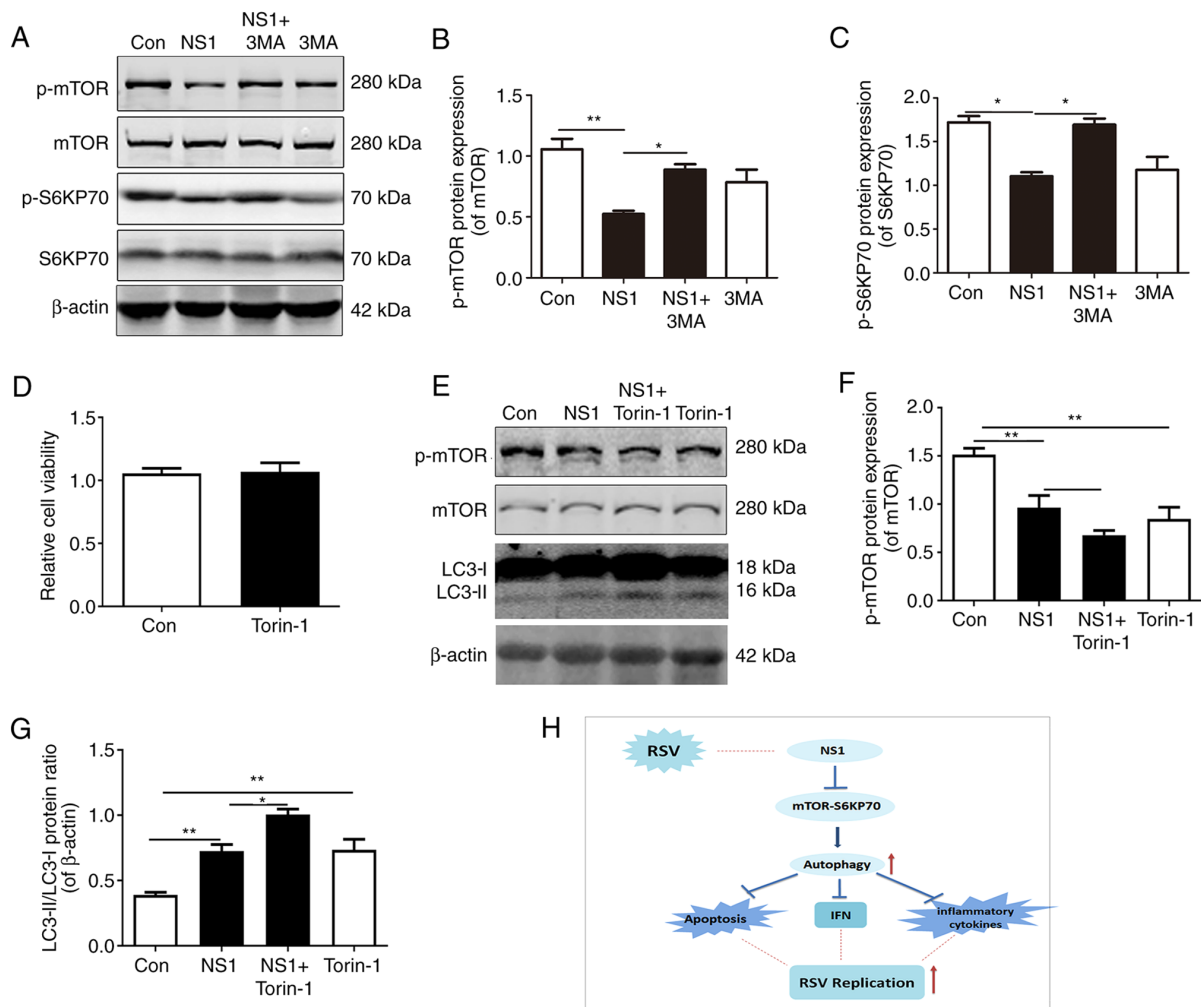 A
Con NS1 NS1+
3MA 3MA
p-mTOR 280 kDa
mTOR 280 kDa
p-S6KP70 70 kDa
S6KP70 70 kDa
β-actin 42 kDa
B
p-mTOR protein expression
(of mTOR)
1.5
1.0
0.5
0.0
**
*
Con NS1 NS1+
3MA 3MA
C
p-S6KP70 protein expression
(of S6KP70)
2.0
1.5
1.0
0.5
0.0
* *
Con NS1 NS1+
3MA 3MA
D
Relative cell viability
1.5
1.0
0.5
0.0
Con Torin-1
E
Con NS1 NS1+
Torin-1 Torin-1
p-mTOR 280 kDa
mTOR 280 kDa
LC3-I 18 kDa
LC3-II 16 kDa
β-actin 42 kDa
F
p-mTOR protein expression
(of mTOR)
2.0
1.5
1.0
0.5
0.0
**
**
Con NS1 NS1+
Torin-1 Torin-1
G
LC3-II/LC3-I protein ratio
(of β-actin)
1.5
1.0
0.5
0.0
**
**
*
Con NS1 NS1+
Torin-1 Torin-1
H
RSV NS1
mTOR-S6KP70
Autophagy
Apoptosis IFN inflammatory
cytokines
RSV Replication